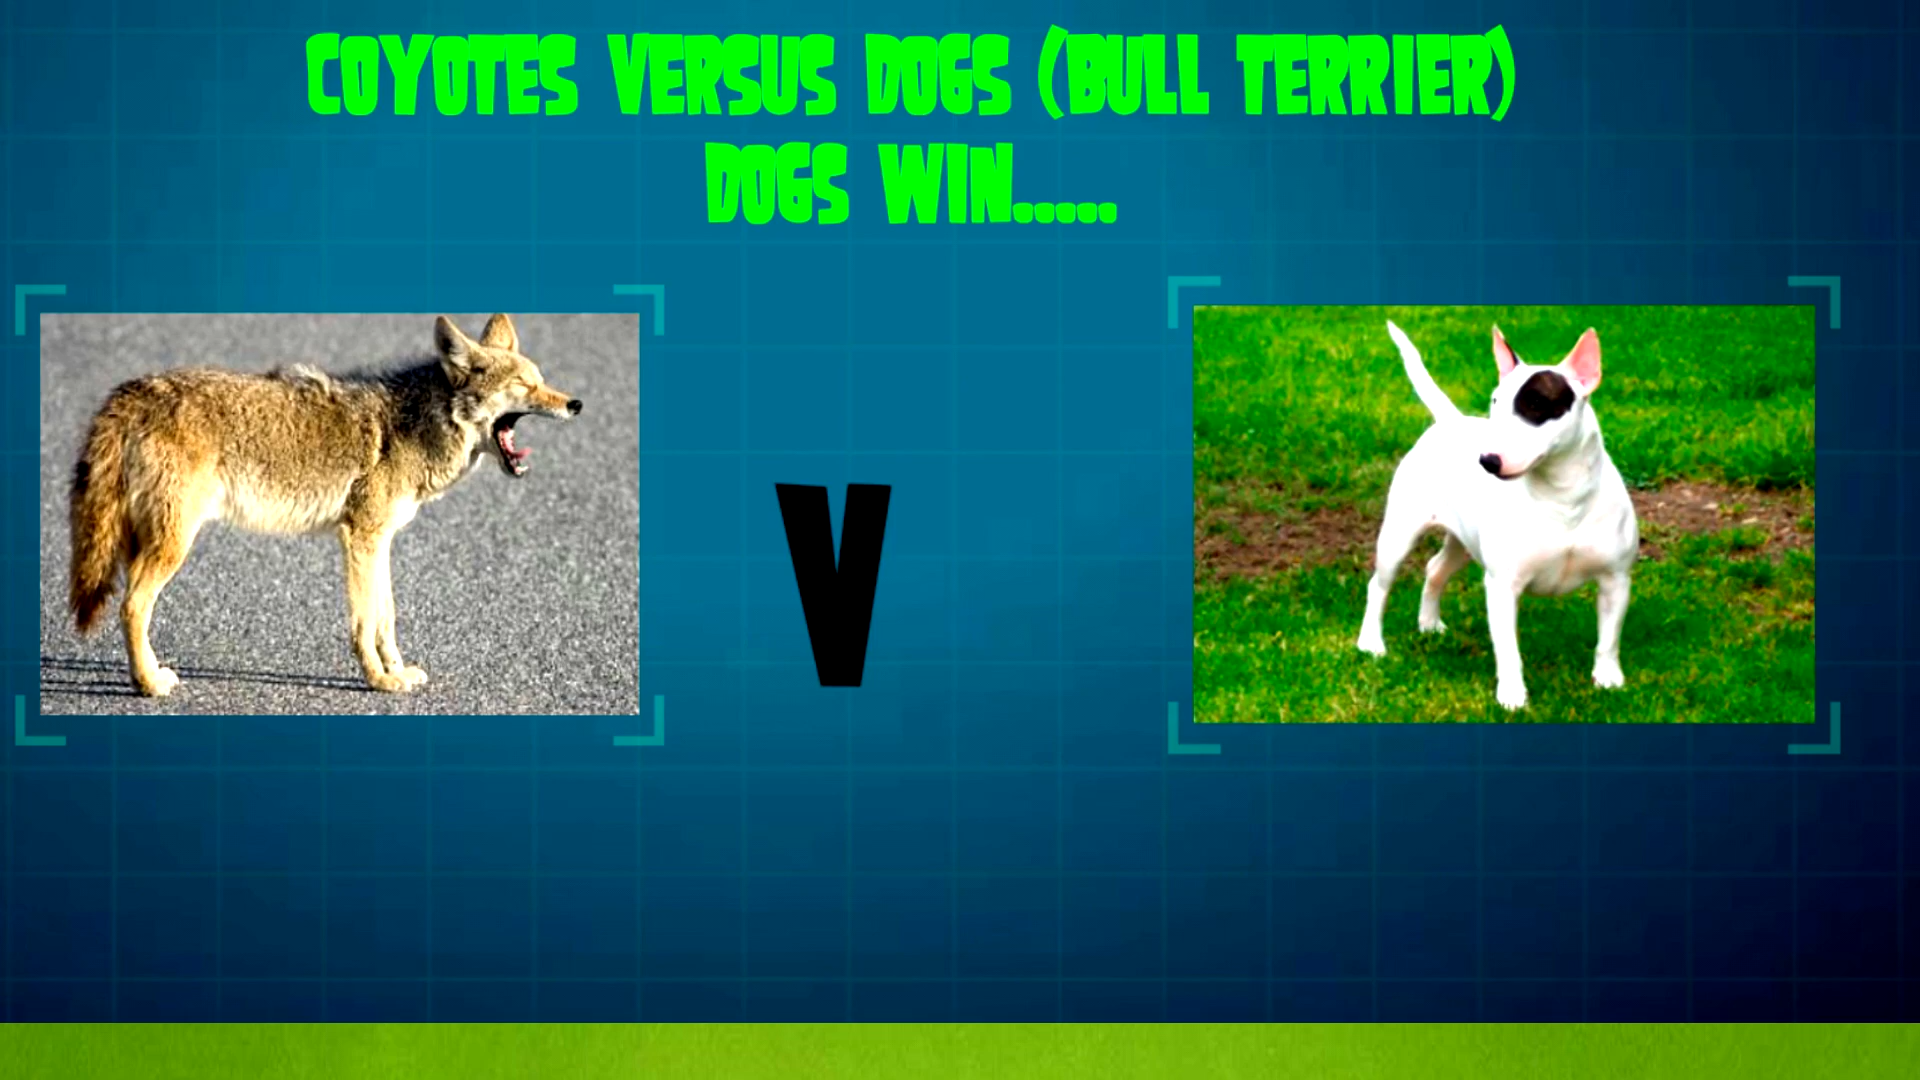 COYOTES VERSUS DOGS (BULL TERRIER)
DOGS WIN.....
V